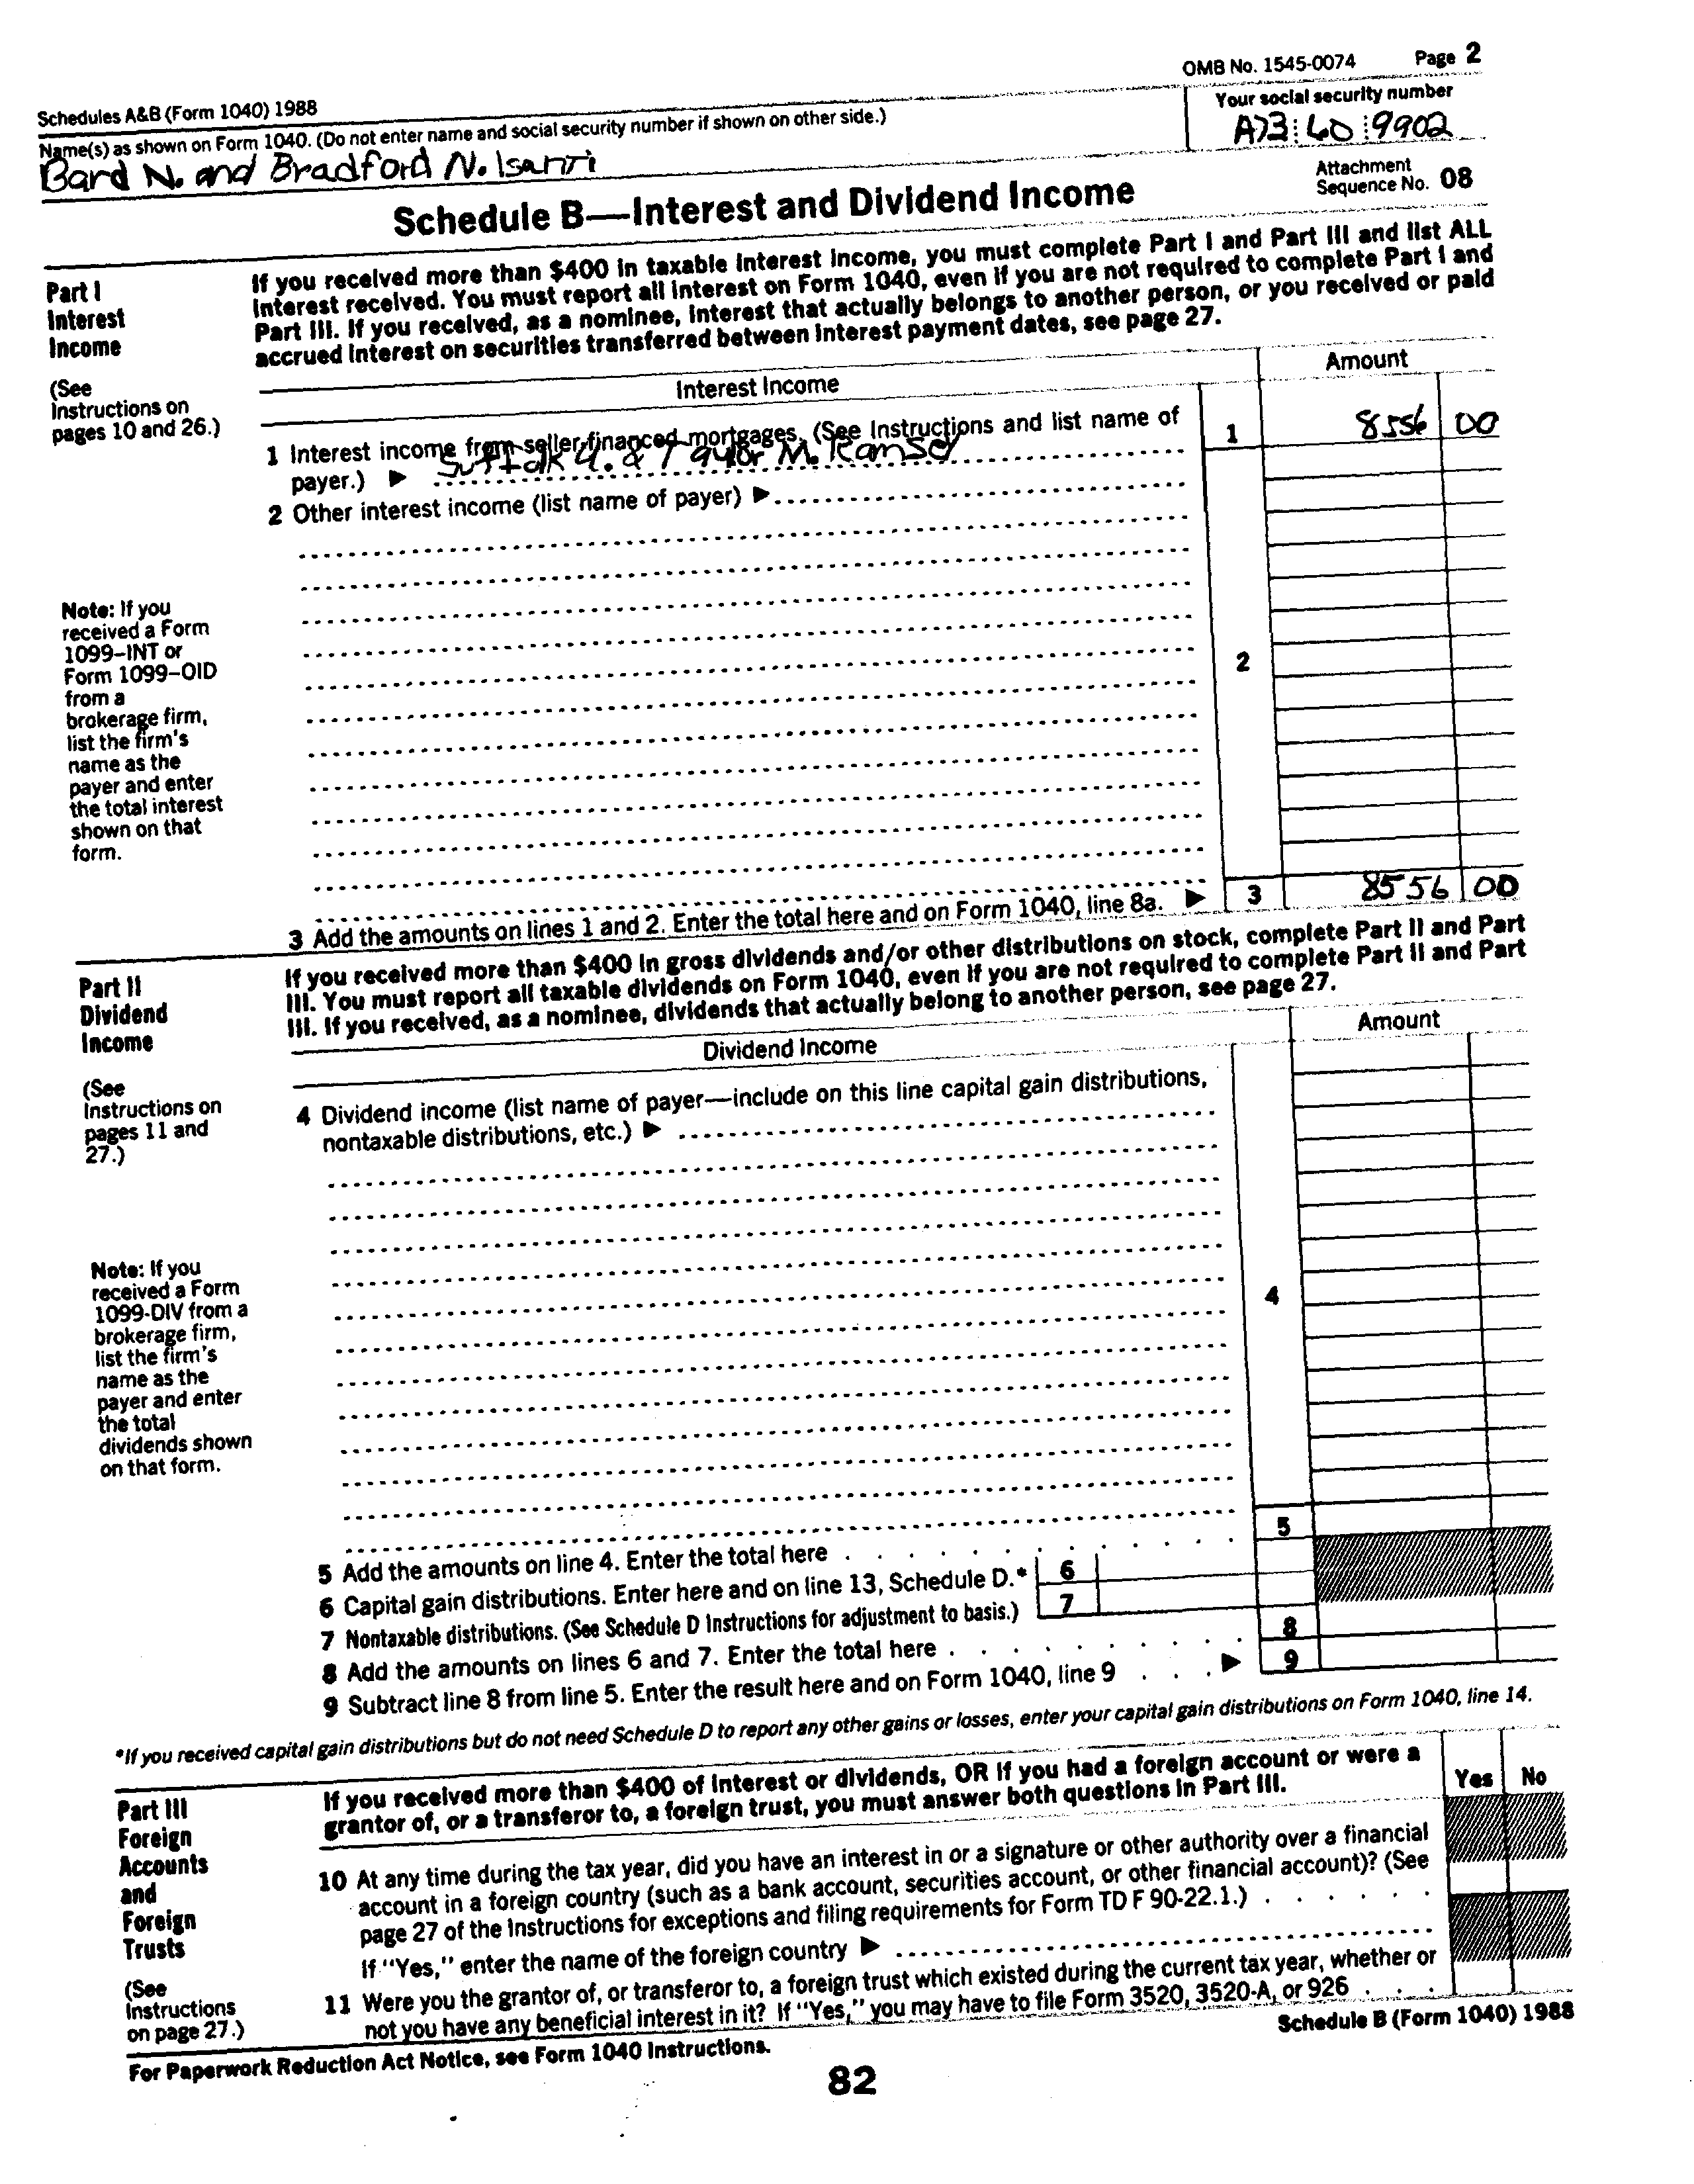 OMB No. 1545-0074 Page 2
Schedules A&B (Form 1040) 1988
Name(s) as shown on Form 1040. (Do not enter name and social security number if shown on other side.)
Your social security number
Bard N. and Bradford N. Isanti
A73 60 9902
Attachment
Sequence No. 08
Schedule B—Interest and Dividend Income
Part I
Interest
Income
(See
Instructions on
pages 10 and 26.)
If you received more than $400 in taxable interest income, you must complete Part I and Part III and list ALL
interest received. You must report all interest on Form 1040, even if you are not required to complete Part I and
Part III. If you received, as a nominee, interest that actually belongs to another person, or you received or paid
accrued interest on securities transferred between interest payment dates, see page 27.
Interest Income
Amount
1 Interest income from seller-financed mortgages. (See Instructions and list name of
payer.) ▶ Suffolk A. & Taylor M. Ramsey
1 8556 00
2 Other interest income (list name of payer) ▶
Note: If you
received a Form
1099–INT or
Form 1099–OID
from a
brokerage firm,
list the firm's
name as the
payer and enter
the total interest
shown on that
form.
2
3 Add the amounts on lines 1 and 2. Enter the total here and on Form 1040, line 8a. ▶ 3 8556 00
Part II
Dividend
Income
(See
Instructions on
pages 11 and
27.)
If you received more than $400 in gross dividends and/or other distributions on stock, complete Part II and Part
III. You must report all taxable dividends on Form 1040, even if you are not required to complete Part II and Part
III. If you received, as a nominee, dividends that actually belong to another person, see page 27.
Dividend Income
Amount
4 Dividend income (list name of payer—include on this line capital gain distributions,
nontaxable distributions, etc.) ▶
Note: If you
received a Form
1099-DIV from a
brokerage firm,
list the firm's
name as the
payer and enter
the total
dividends shown
on that form.
4
5 Add the amounts on line 4. Enter the total here 5
6 Capital gain distributions. Enter here and on line 13, Schedule D.* 6
7 Nontaxable distributions. (See Schedule D Instructions for adjustment to basis.) 7
8 Add the amounts on lines 6 and 7. Enter the total here 8
9 Subtract line 8 from line 5. Enter the result here and on Form 1040, line 9 ▶ 9
*If you received capital gain distributions but do not need Schedule D to report any other gains or losses, enter your capital gain distributions on Form 1040, line 14.
Part III
Foreign
Accounts
and
Foreign
Trusts
(See
Instructions
on page 27.)
If you received more than $400 of interest or dividends, OR if you had a foreign account or were a
grantor of, or a transferor to, a foreign trust, you must answer both questions in Part III.
Yes No
10 At any time during the tax year, did you have an interest in or a signature or other authority over a financial
account in a foreign country (such as a bank account, securities account, or other financial account)? (See
page 27 of the Instructions for exceptions and filing requirements for Form TD F 90-22.1.)
If "Yes," enter the name of the foreign country ▶
11 Were you the grantor of, or transferor to, a foreign trust which existed during the current tax year, whether or
not you have any beneficial interest in it? If "Yes," you may have to file Form 3520, 3520-A, or 926
For Paperwork Reduction Act Notice, see Form 1040 Instructions.
Schedule B (Form 1040) 1988
82